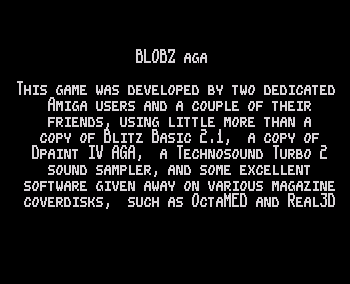 BLOBZ AGA
This game was developed by two dedicated
Amiga users and a couple of their
friends, using little more than a
copy of Blitz Basic 2.1,  a copy of
Dpaint IV AGA,  a Technosound Turbo 2
sound sampler, and some excellent
software given away on various magazine
coverdisks,  such as OctaMED and Real3D